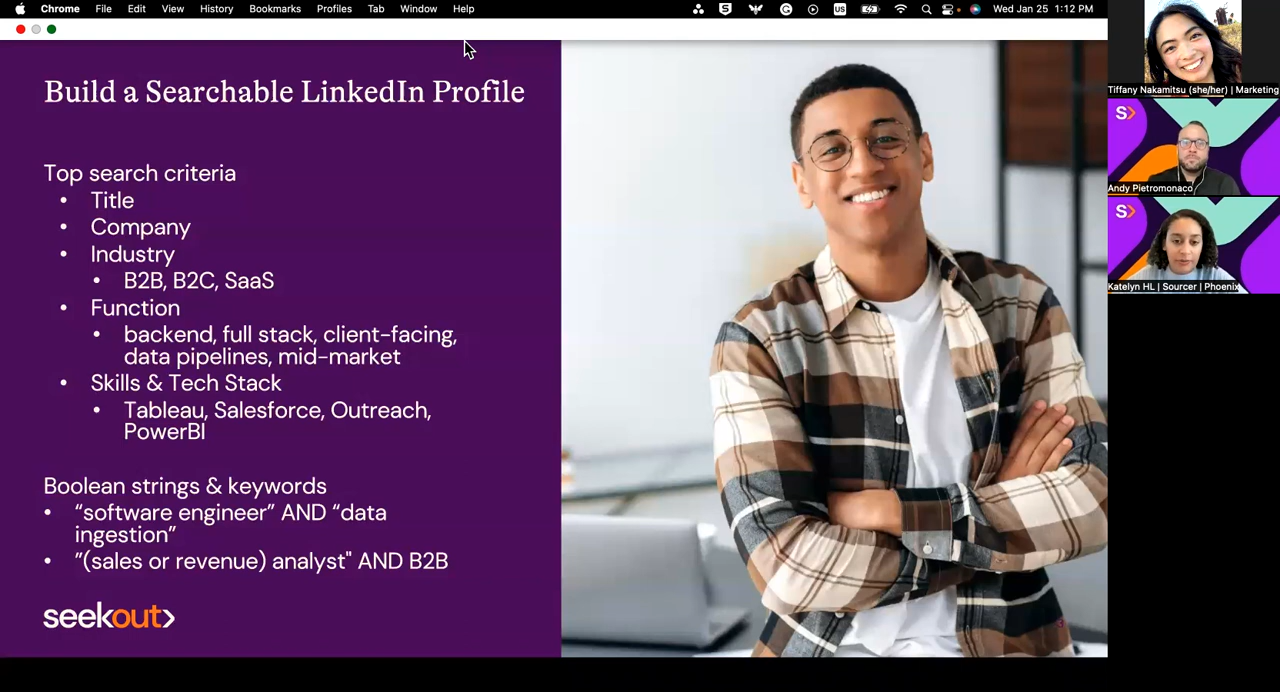 Chrome File Edit View History Bookmarks Profiles Tab Window Help
US
Wed Jan 25 1:12 PM
Build a Searchable LinkedIn Profile
Top search criteria
• Title
• Company
• Industry
• B2B, B2C, SaaS
• Function
• backend, full stack, client-facing,
data pipelines, mid-market
• Skills & Tech Stack
• Tableau, Salesforce, Outreach,
PowerBI
Boolean strings & keywords
• “software engineer” AND “data
ingestion”
• ”(sales or revenue) analyst" AND B2B
seekout>
Tiffany Nakamitsu (she/her) | Marketing
S>
Andy Pietromonaco
S>
Katelyn HL | Sourcer | Phoenix